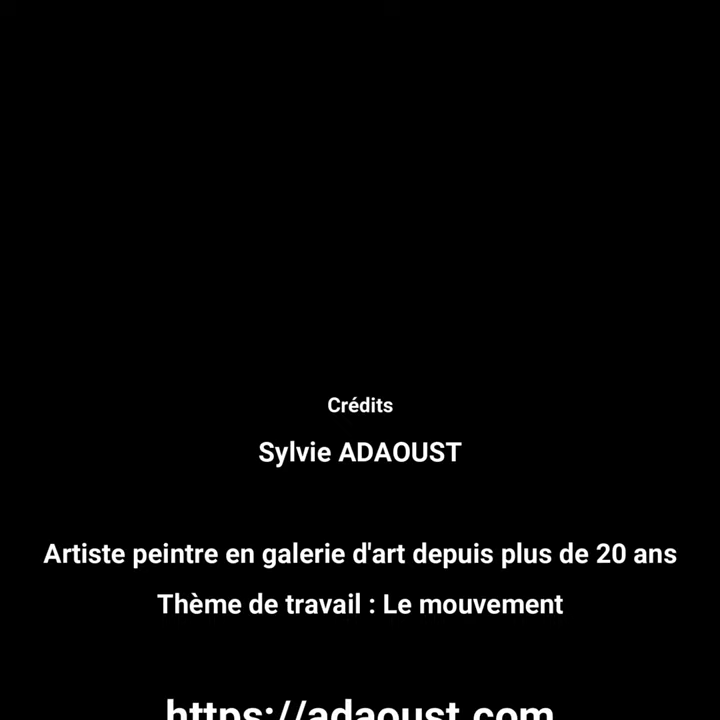 Crédits
Sylvie ADAOUST
Artiste peintre en galerie d'art depuis plus de 20 ans
Thème de travail : Le mouvement
https://adaoust.com